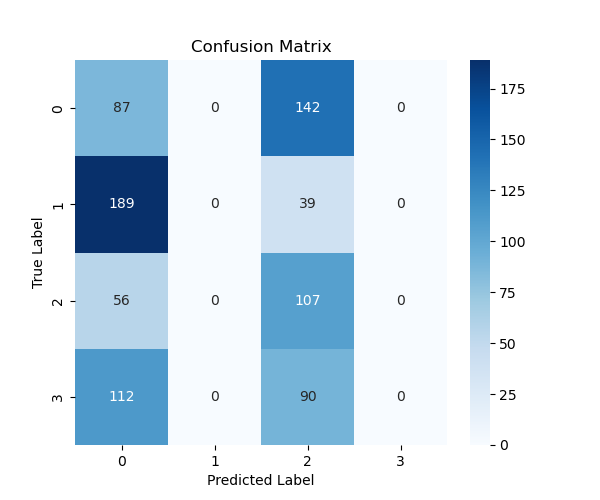 Confusion Matrix
0 87 0 142 0
1 189 0 39 0
2 56 0 107 0
3 112 0 90 0
0 1 2 3
True Label
Predicted Label
175
150
125
100
75
50
25
0